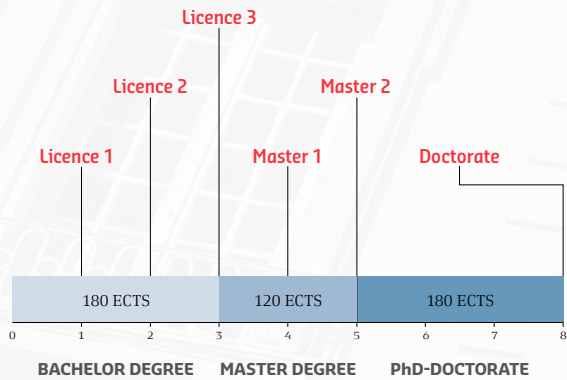 Licence 3
Licence 2
Master 2
Licence 1
Master 1
Doctorate
180 ECTS
120 ECTS
180 ECTS
0 1 2 3 4 5 6 7 8
BACHELOR DEGREE
MASTER DEGREE
PhD-DOCTORATE